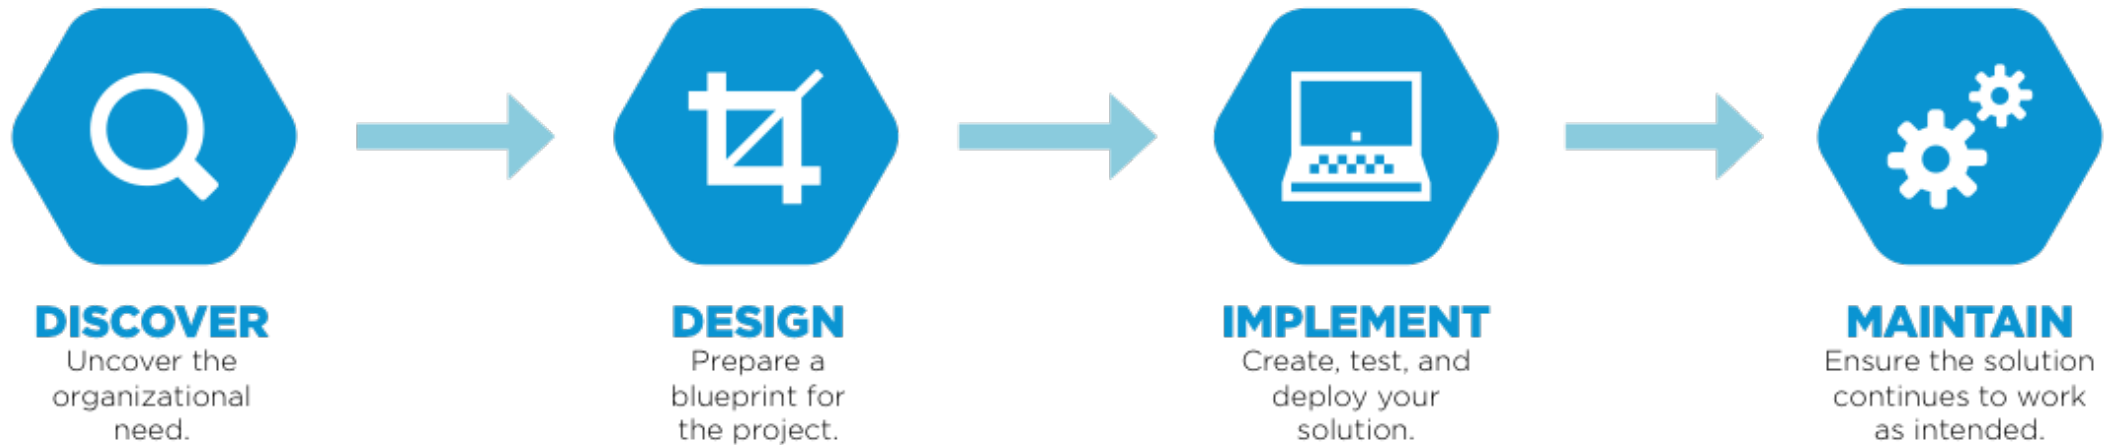 DISCOVER
Uncover the
organizational
need.
DESIGN
Prepare a
blueprint for
the project.
IMPLEMENT
Create, test, and
deploy your
solution.
MAINTAIN
Ensure the solution
continues to work
as intended.